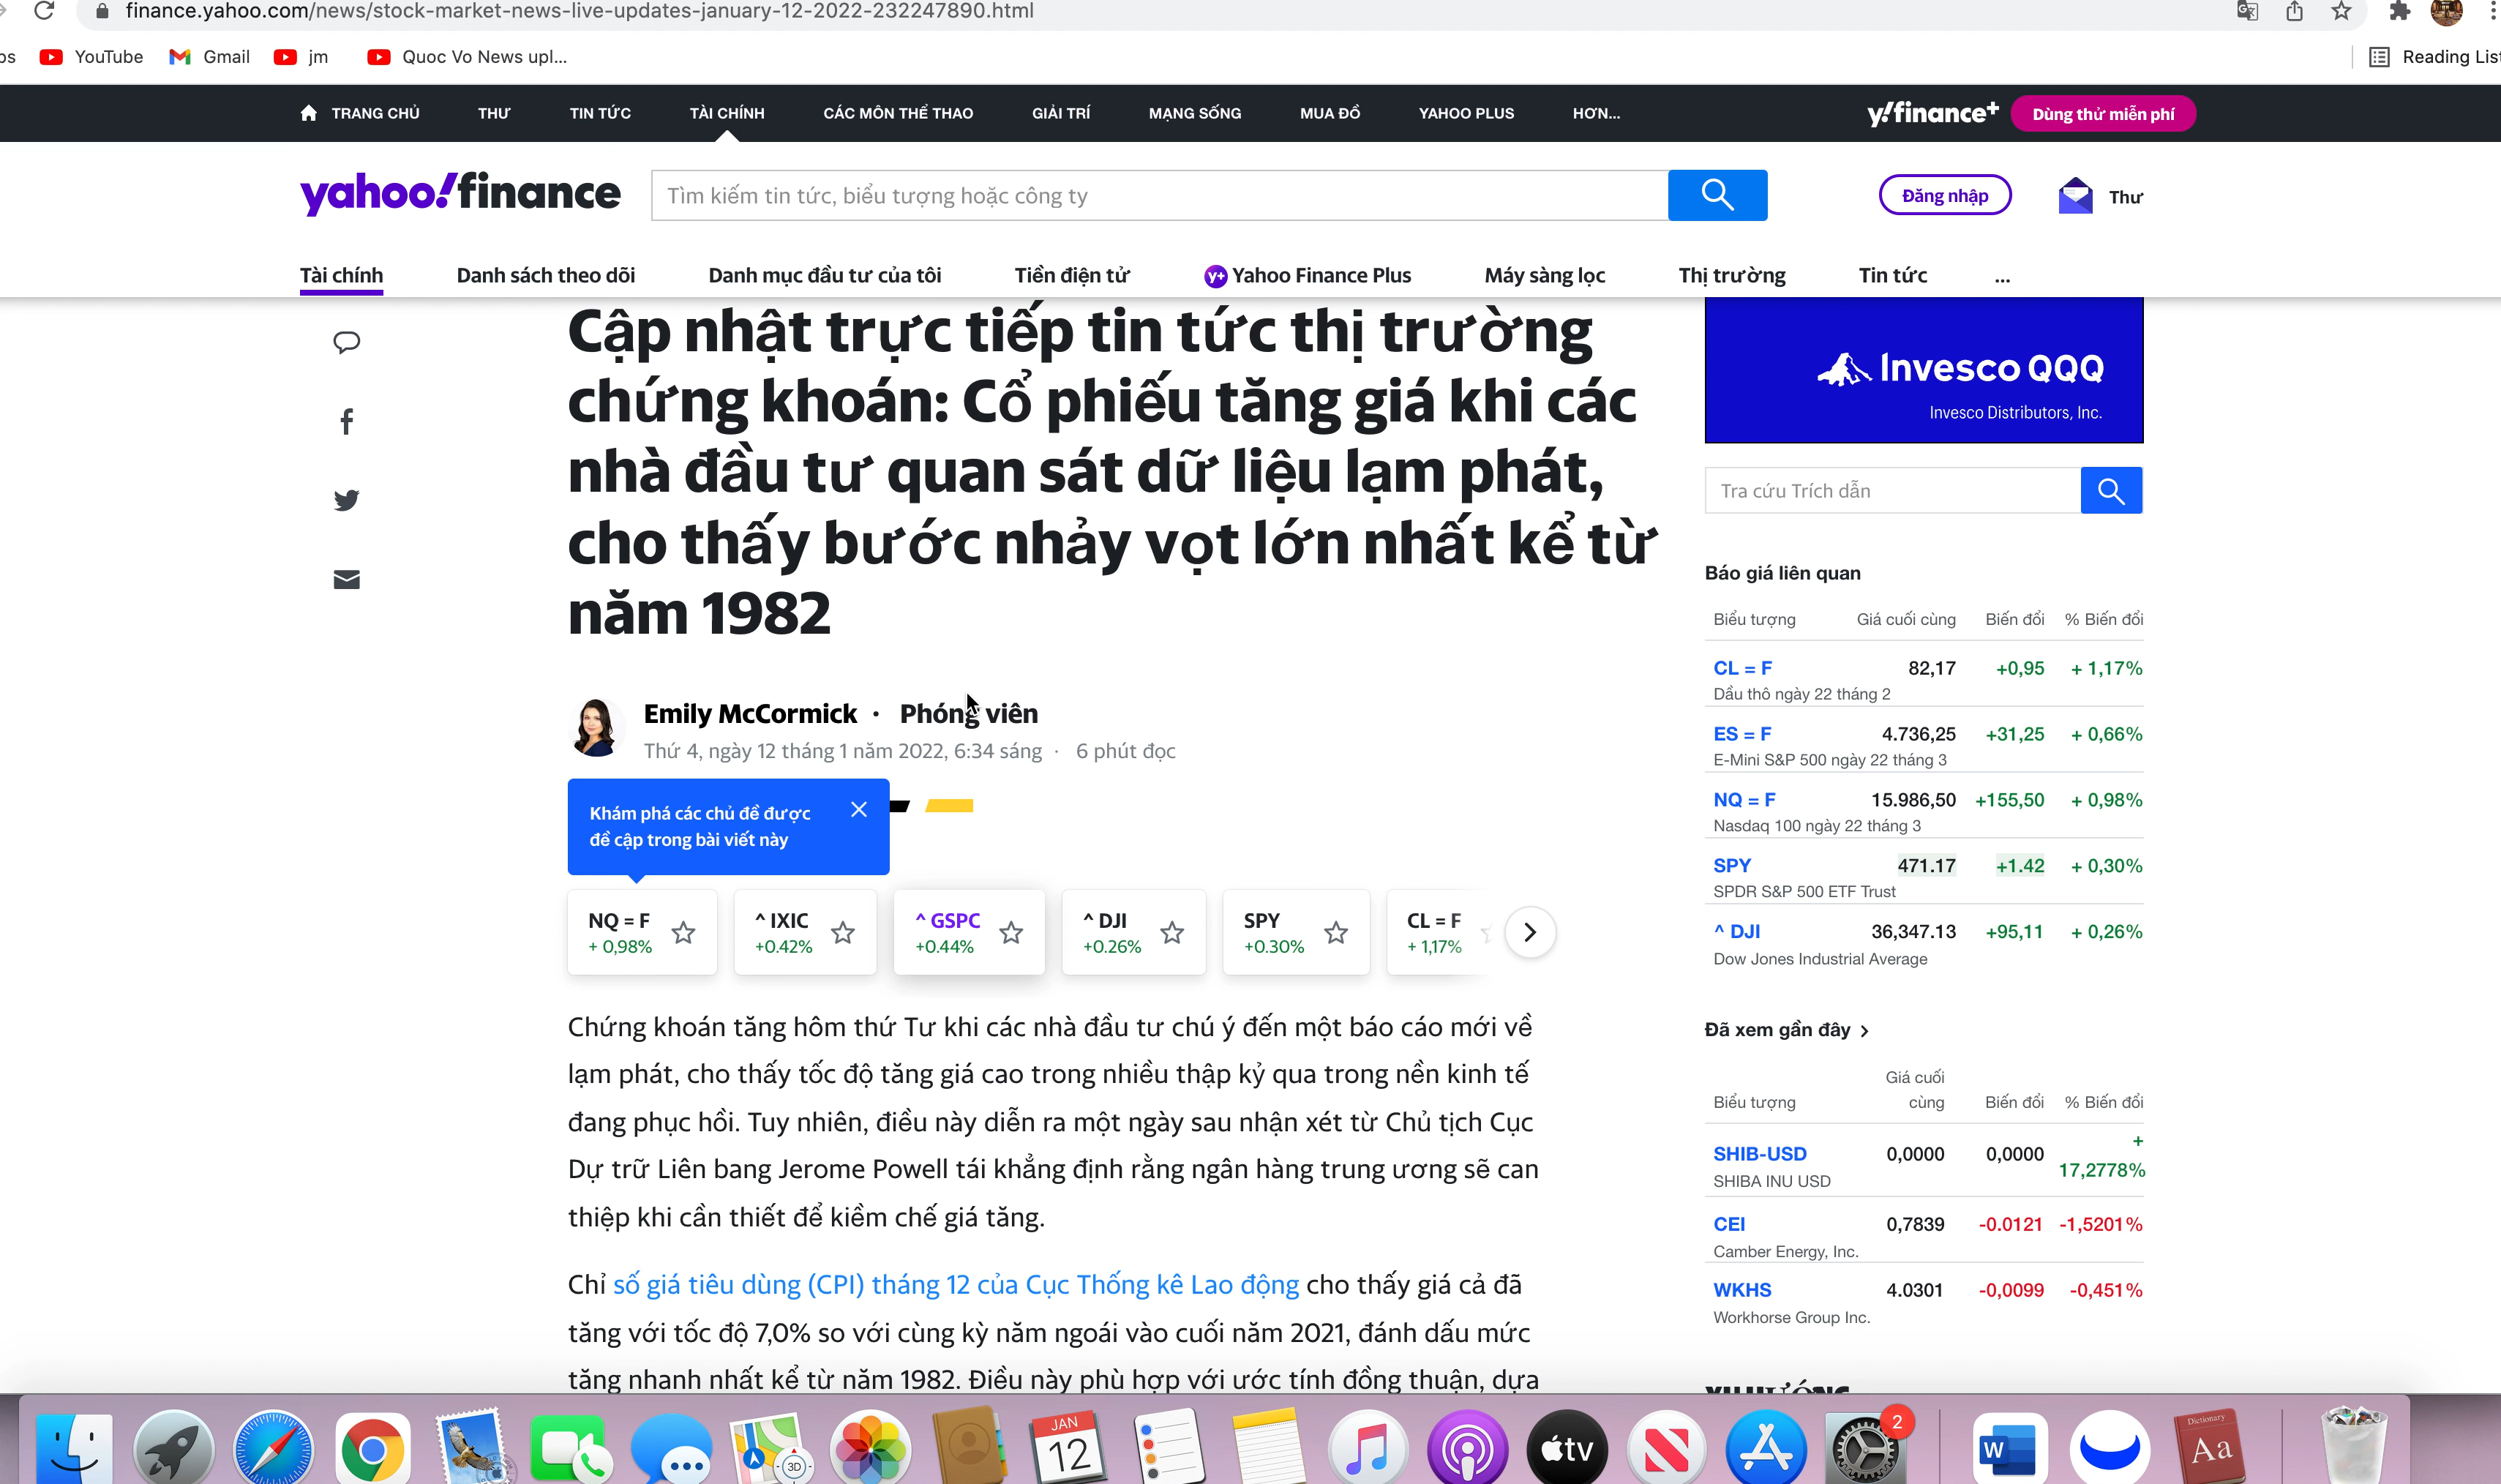 finance.yahoo.com/news/stock-market-news-live-updates-january-12-2022-232247890.html
YouTube
Gmail
jm
Quoc Vo News upl...
Reading List
TRANG CHỦ
THƯ
TIN TỨC
TÀI CHÍNH
CÁC MÔN THỂ THAO
GIẢI TRÍ
MẠNG SỐNG
MUA ĐỒ
YAHOO PLUS
HƠN...
y!finance+
Dùng thử miễn phí
yahoo!finance
Tìm kiếm tin tức, biểu tượng hoặc công ty
Đăng nhập
Thư
Tài chính
Danh sách theo dõi
Danh mục đầu tư của tôi
Tiền điện tử
y+ Yahoo Finance Plus
Máy sàng lọc
Thị trường
Tin tức
...
Cập nhật trực tiếp tin tức thị trường
chứng khoán: Cổ phiếu tăng giá khi các
nhà đầu tư quan sát dữ liệu lạm phát,
cho thấy bước nhảy vọt lớn nhất kể từ
năm 1982
Emily McCormick · Phóng viên
Thứ 4, ngày 12 tháng 1 năm 2022, 6:34 sáng · 6 phút đọc
Khám phá các chủ đề được
đề cập trong bài viết này
NQ = F
+ 0,98%
^ IXIC
+0.42%
^ GSPC
+0.44%
^ DJI
+0.26%
SPY
+0.30%
CL = F
+ 1,17%
Chứng khoán tăng hôm thứ Tư khi các nhà đầu tư chú ý đến một báo cáo mới về
lạm phát, cho thấy tốc độ tăng giá cao trong nhiều thập kỷ qua trong nền kinh tế
đang phục hồi. Tuy nhiên, điều này diễn ra một ngày sau nhận xét từ Chủ tịch Cục
Dự trữ Liên bang Jerome Powell tái khẳng định rằng ngân hàng trung ương sẽ can
thiệp khi cần thiết để kiềm chế giá tăng.
Chỉ số giá tiêu dùng (CPI) tháng 12 của Cục Thống kê Lao động cho thấy giá cả đã
tăng với tốc độ 7,0% so với cùng kỳ năm ngoái vào cuối năm 2021, đánh dấu mức
tăng nhanh nhất kể từ năm 1982. Điều này phù hợp với ước tính đồng thuận, dựa
Invesco QQQ
Invesco Distributors, Inc.
Tra cứu Trích dẫn
Báo giá liên quan
Biểu tượng Giá cuối cùng Biến đổi % Biến đổi
CL = F 82,17 +0,95 + 1,17%
Dầu thô ngày 22 tháng 2
ES = F 4.736,25 +31,25 + 0,66%
E-Mini S&P 500 ngày 22 tháng 3
NQ = F 15.986,50 +155,50 + 0,98%
Nasdaq 100 ngày 22 tháng 3
SPY 471.17 +1.42 + 0,30%
SPDR S&P 500 ETF Trust
^ DJI 36,347.13 +95,11 + 0,26%
Dow Jones Industrial Average
Đã xem gần đây >
Giá cuối
Biểu tượng cùng Biến đổi % Biến đổi
+
SHIB-USD 0,0000 0,0000 17,2778%
SHIBA INU USD
CEI 0,7839 -0.0121 -1,5201%
Camber Energy, Inc.
WKHS 4.0301 -0,0099 -0,451%
Workhorse Group Inc.
3D
JAN
12
tv
2
W
Dictionary
Aa